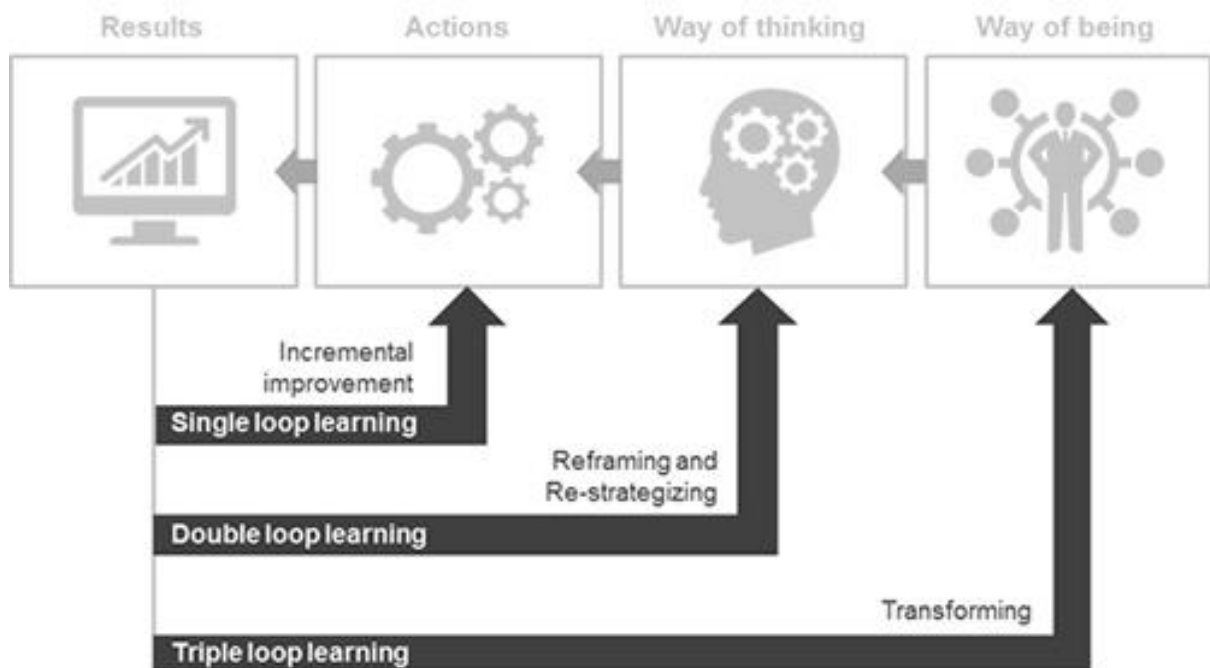 Results
Actions
Way of thinking
Way of being
Incremental
improvement
Single loop learning
Reframing and
Re-strategizing
Double loop learning
Transforming
Triple loop learning